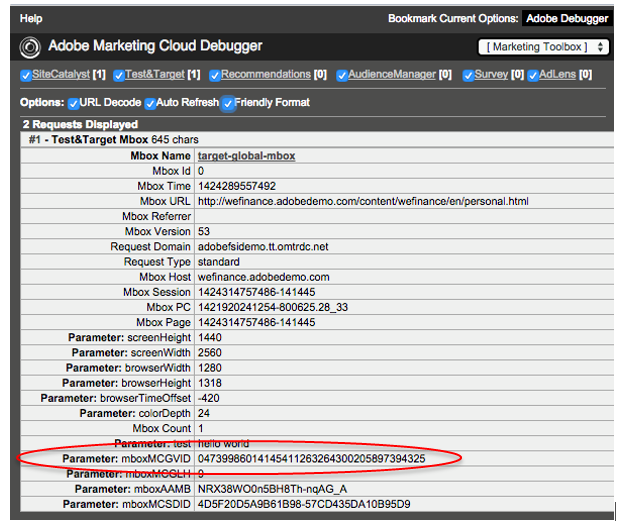 Help Bookmark Current Options: Adobe Debugger
Adobe Marketing Cloud Debugger [ Marketing Toolbox ]
SiteCatalyst [1] Test&Target [1] Recommendations [0] AudienceManager [0] Survey [0] AdLens [0]
Options: URL Decode Auto Refresh Friendly Format
2 Requests Displayed
#1 - Test&Target Mbox 645 chars
Mbox Name target-global-mbox
Mbox Id 0
Mbox Time 1424289557492
Mbox URL http://wefinance.adobedemo.com/content/wefinance/en/personal.html
Mbox Referrer
Mbox Version 53
Request Domain adobefsidemo.tt.omtrdc.net
Request Type standard
Mbox Host wefinance.adobedemo.com
Mbox Session 1424314757486-141445
Mbox PC 1421920241254-800625.28_33
Mbox Page 1424314757486-141445
Parameter: screenHeight 1440
Parameter: screenWidth 2560
Parameter: browserWidth 1280
Parameter: browserHeight 1318
Parameter: browserTimeOffset -420
Parameter: colorDepth 24
Mbox Count 1
Parameter: test hello world
Parameter: mboxMCGVID 04739986014145411263264300205897394325
Parameter: mboxMCGLH 9
Parameter: mboxAAMB NRX38WO0n5BH8Th-nqAG_A
Parameter: mboxMCSDID 4D5F20D5A9B61B98-57CD435DA10B95D9